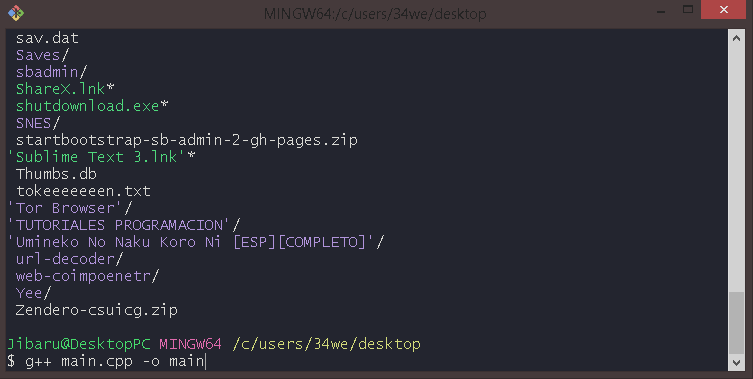 MINGW64:/c/users/34we/desktop
sav.dat
Saves/
sbadmin/
ShareX.lnk*
shutdownload.exe*
SNES/
startbootstrap-sb-admin-2-gh-pages.zip
'Sublime Text 3.lnk'*
Thumbs.db
tokeeeeeeen.txt
'Tor Browser'/
'TUTORIALES PROGRAMACION'/
'Umineko No Naku Koro Ni [ESP][COMPLETO]'/
url-decoder/
web-coimpoenetr/
Yee/
Zendero-csuicg.zip
Jibaru@DesktopPC MINGW64 /c/users/34we/desktop
$ g++ main.cpp -o main